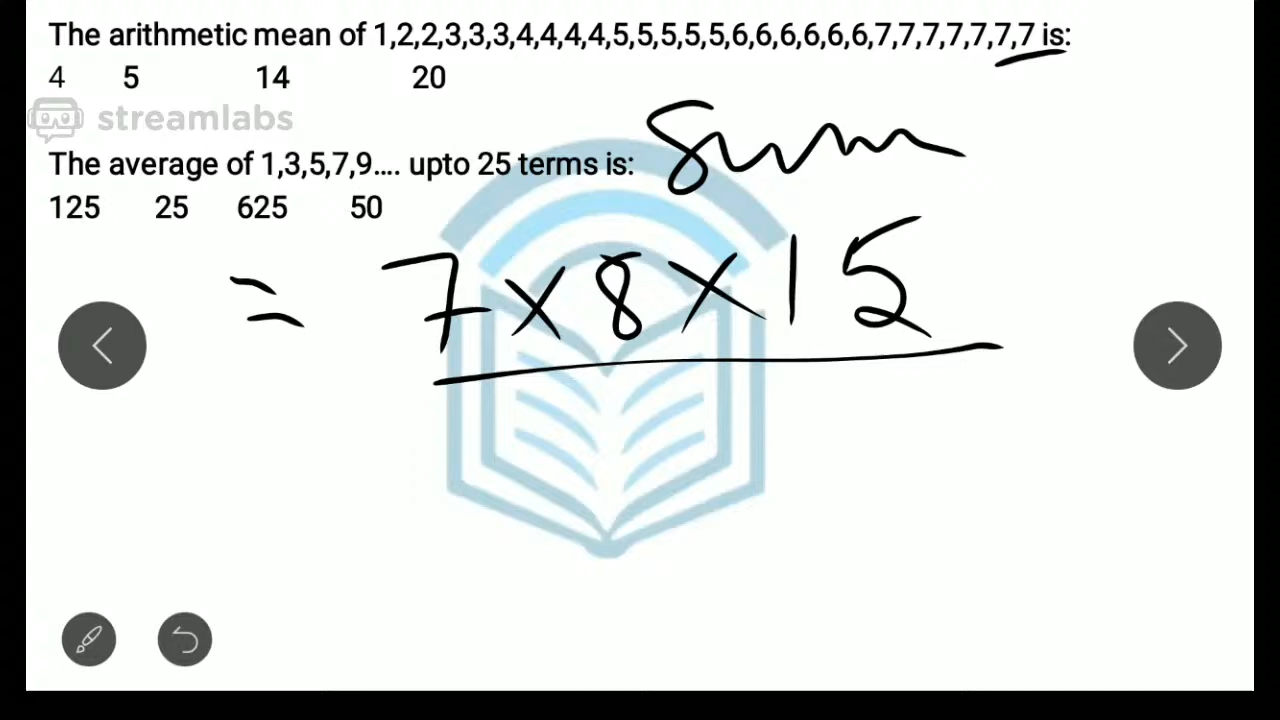 The arithmetic mean of 1,2,2,3,3,3,4,4,4,4,5,5,5,5,5,6,6,6,6,6,6,7,7,7,7,7,7,7 is:
4 5 14 20
streamlabs
The average of 1,3,5,7,9.... upto 25 terms is:
125 25 625 50
Sum
= 7 x 8 x 15